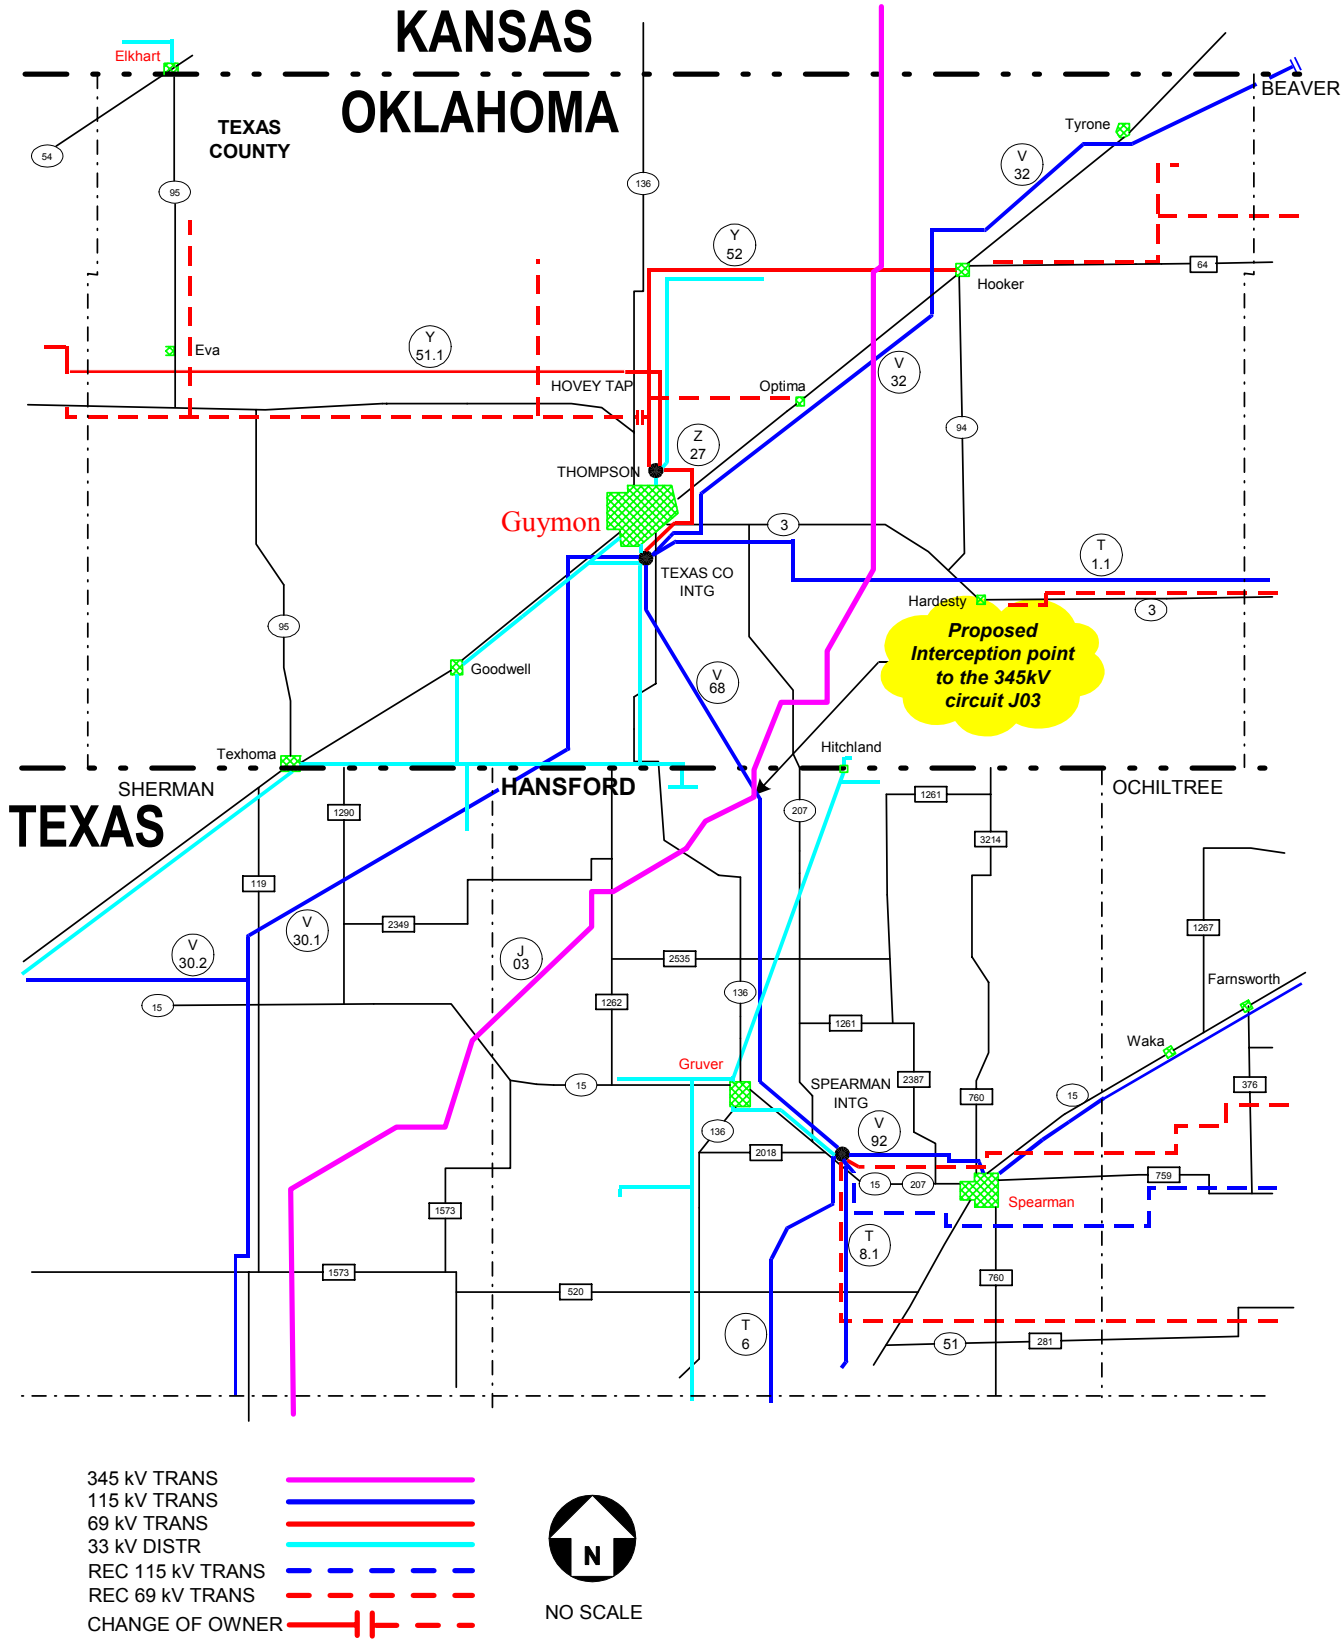 KANSAS
Elkhart
OKLAHOMA
BEAVER
TEXAS
COUNTY
Tyrone
54
V
32
136
95
Y
52
64
Hooker
Y
51.1
Eva
V
32
HOVEY TAP
Optima
94
Z
27
THOMPSON
Guymon
3
T
1.1
TEXAS CO
INTG
Hardesty
3
95
Proposed
Interception point
to the 345kV
circuit J03
Goodwell
V
68
Texhoma
Hitchland
SHERMAN
HANSFORD
OCHILTREE
TEXAS
1290
207
1261
3214
119
2349
V
30.1
1267
V
30.2
J
03
2535
Farnsworth
15
1262
136
1261
Waka
Gruver
SPEARMAN
INTG
2387
15
760
15
376
136
V
92
2018
15
207
759
Spearman
1573
T
8.1
1573
760
520
T
6
51
281
345 kV TRANS
115 kV TRANS
69 kV TRANS
33 kV DISTR
REC 115 kV TRANS
REC 69 kV TRANS
CHANGE OF OWNER
N
NO SCALE